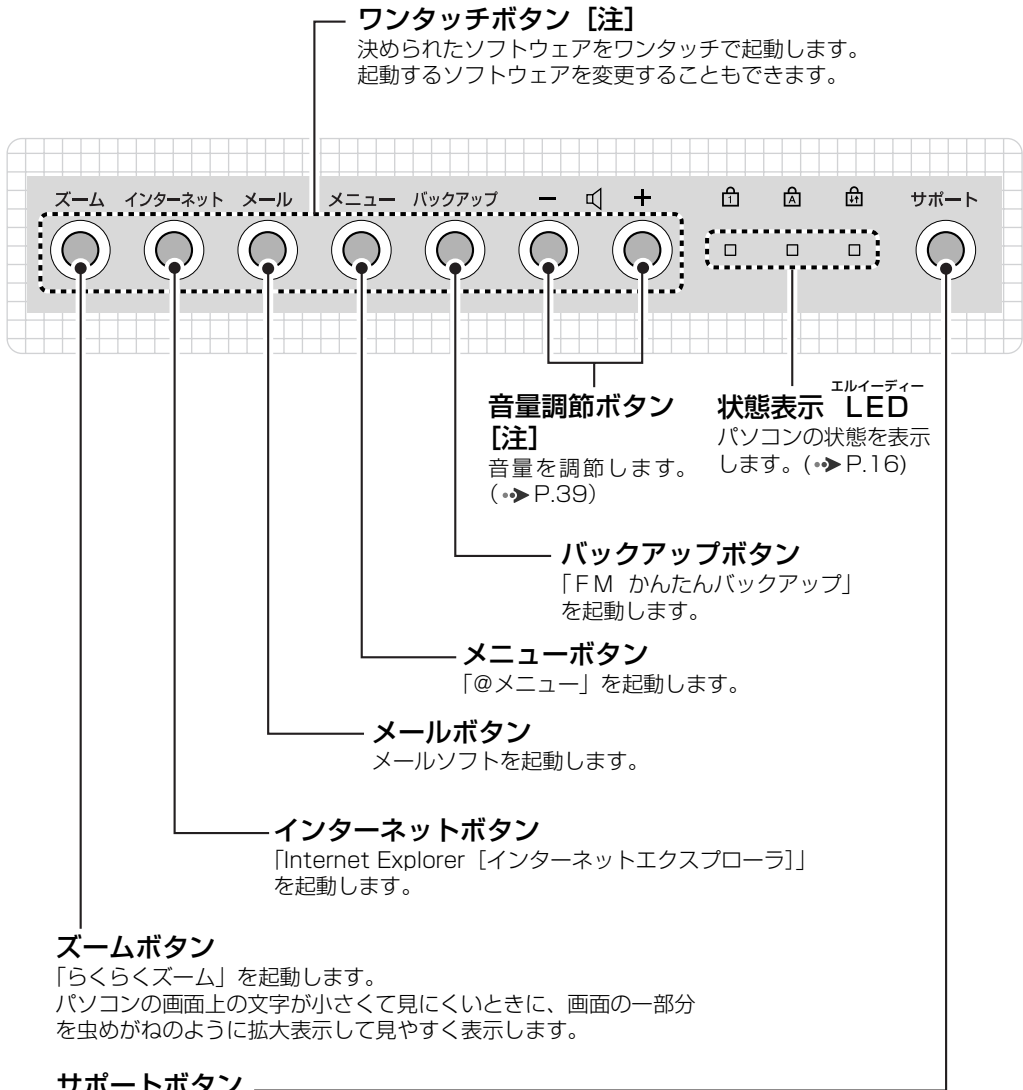 ワンタッチボタン［注］
決められたソフトウェアをワンタッチで起動します。
起動するソフトウェアを変更することもできます。
ズーム インターネット メール メニュー バックアップ － ＋ 1 A サポート
音量調節ボタン
［注］
音量を調節します。
(P.39)
エルイーディー
状態表示 LED
パソコンの状態を表示
します。(P.16)
バックアップボタン
「FM かんたんバックアップ」
を起動します。
メニューボタン
「@メニュー」を起動します。
メールボタン
メールソフトを起動します。
インターネットボタン
「Internet Explorer［インターネットエクスプローラ］」
を起動します。
ズームボタン
「らくらくズーム」を起動します。
パソコンの画面上の文字が小さくて見にくいときに、画面の一部分
を虫めがねのように拡大表示して見やすく表示します。
サポートボタン